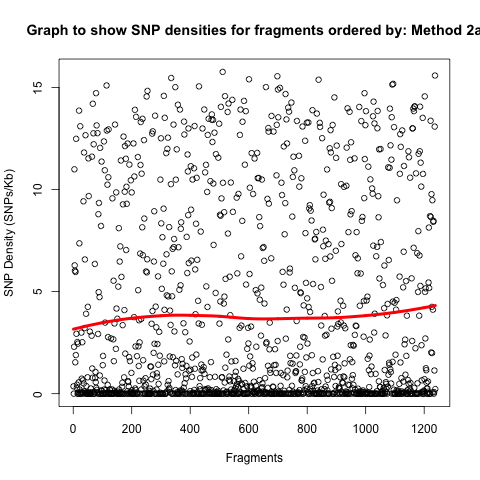 Graph to show SNP densities for fragments ordered by: Method 2a
SNP Density (SNPs/Kb)
15
10
5
0
0 200 400 600 800 1000 1200
Fragments